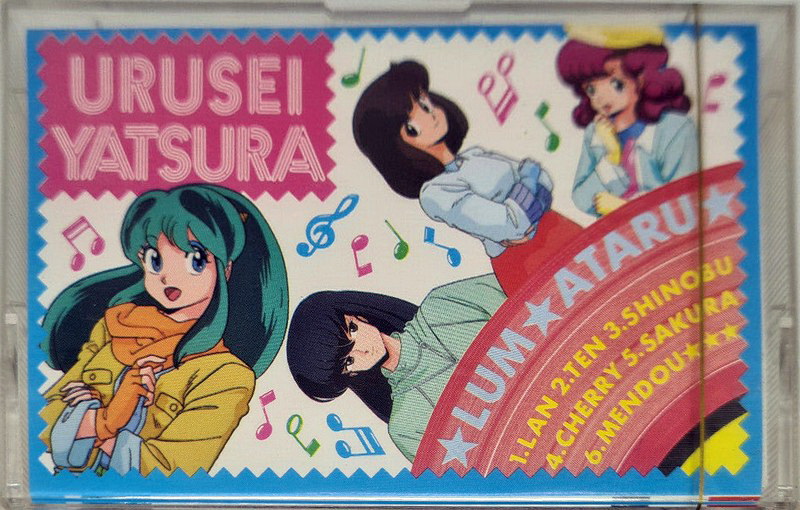 URUSEI
YATSURA
★LUM★ATARU★
1.LAN 2.TEN 3.SHINOBU
4.CHERRY 5.SAKURA
6.MENDOU★★★